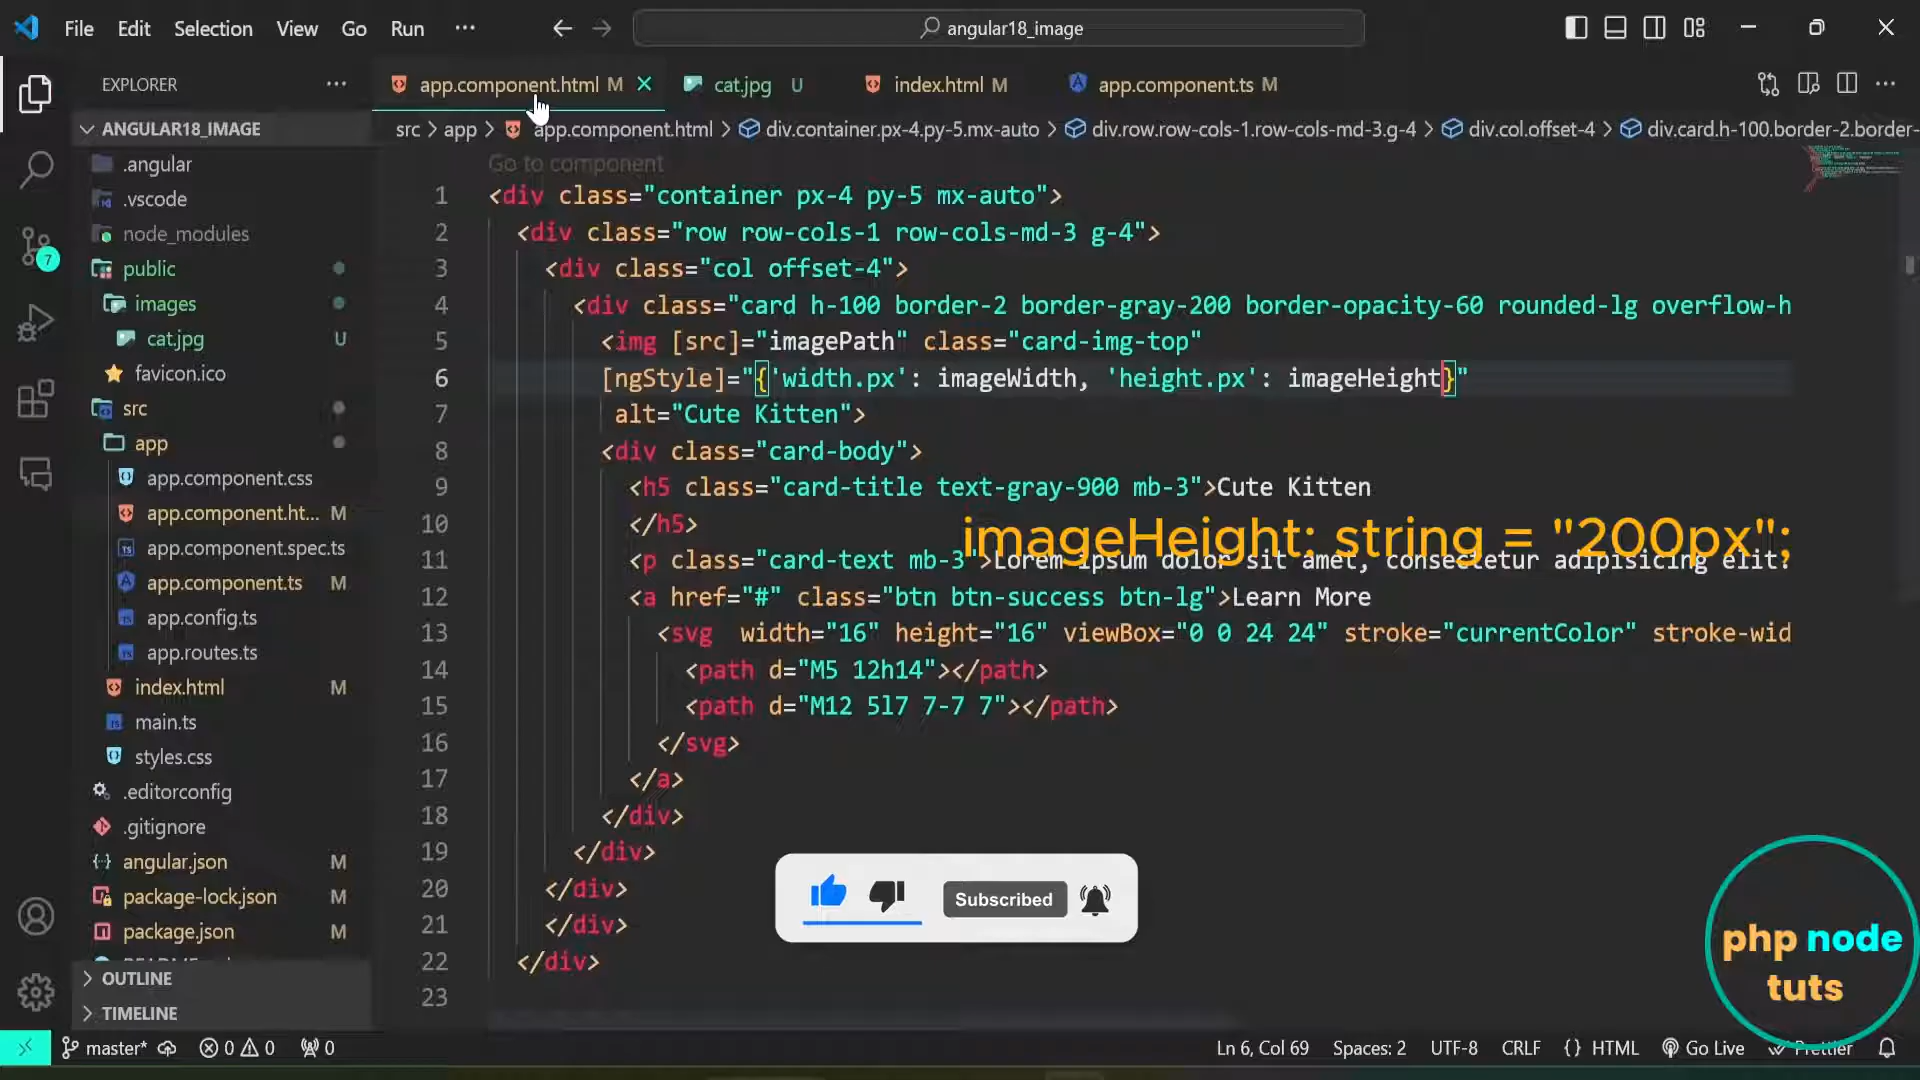 File Edit Selection View Go Run ···
angular18_image
EXPLORER
app.component.html M
cat.jpg U
index.html M
app.component.ts M
ANGULAR18_IMAGE
src > app > app.component.html > div.container.px-4.py-5.mx-auto > div.row.row-cols-1.row-cols-md-3.g-4 > div.col.offset-4 > div.card.h-100.border-2.border-
.angular
.vscode
node_modules
public
images
cat.jpg U
favicon.ico
src
app
app.component.css
app.component.ht... M
app.component.spec.ts
app.component.ts M
app.config.ts
app.routes.ts
index.html M
main.ts
styles.css
.editorconfig
.gitignore
angular.json M
package-lock.json M
package.json M
OUTLINE
TIMELINE
Go to component
1 <div class="container px-4 py-5 mx-auto">
2 <div class="row row-cols-1 row-cols-md-3 g-4">
3 <div class="col offset-4">
4 <div class="card h-100 border-2 border-gray-200 border-opacity-60 rounded-lg overflow-h
5 <img [src]="imagePath" class="card-img-top"
6 [ngStyle]="{'width.px': imageWidth, 'height.px': imageHeight}"
7 alt="Cute Kitten">
8 <div class="card-body">
9 <h5 class="card-title text-gray-900 mb-3">Cute Kitten
10 </h5>
imageHeight: string = "200px";
11 <p class="card-text mb-3">Lorem ipsum dolor sit amet, consectetur adipisicing elit.
12 <a href="#" class="btn btn-success btn-lg">Learn More
13 <svg width="16" height="16" viewBox="0 0 24 24" stroke="currentColor" stroke-wid
14 <path d="M5 12h14"></path>
15 <path d="M12 5l7 7-7 7"></path>
16 </svg>
17 </a>
18 </div>
19 </div>
20 </div>
21 </div>
22 </div>
23
Subscribed
php node
tuts
7
master* 0 0 0
Ln 6, Col 69 Spaces: 2 UTF-8 CRLF {} HTML Go Live Prettier